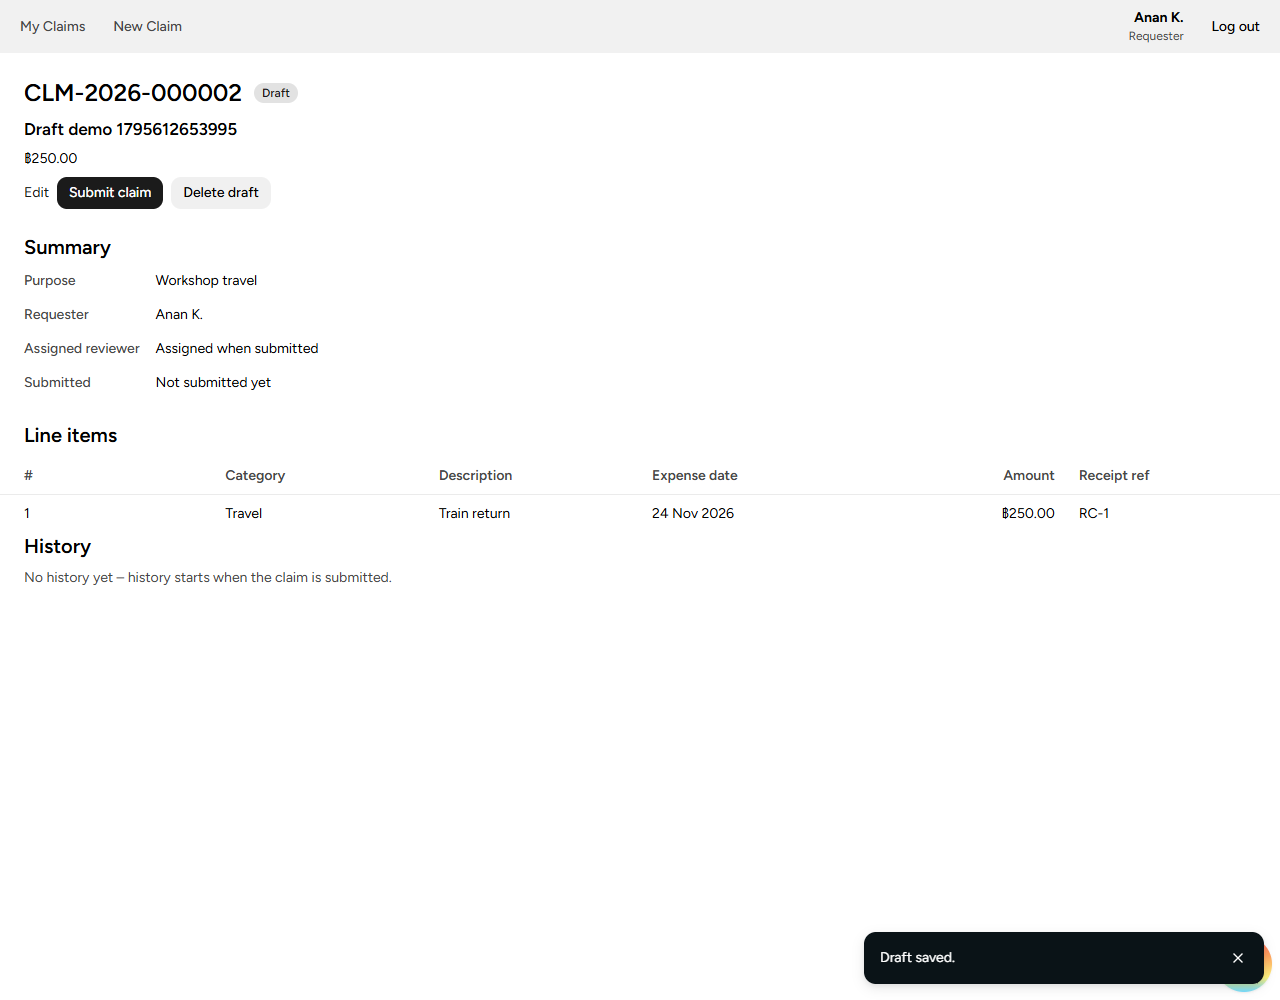 My Claims New Claim Anan K. Log out
Requester
CLM-2026-000002 Draft
Draft demo 1795612653995
฿250.00
Edit Submit claim Delete draft
Summary
Purpose Workshop travel
Requester Anan K.
Assigned reviewer Assigned when submitted
Submitted Not submitted yet
Line items
# Category Description Expense date Amount Receipt ref
1 Travel Train return 24 Nov 2026 ฿250.00 RC-1
History
No history yet – history starts when the claim is submitted.
Draft saved.